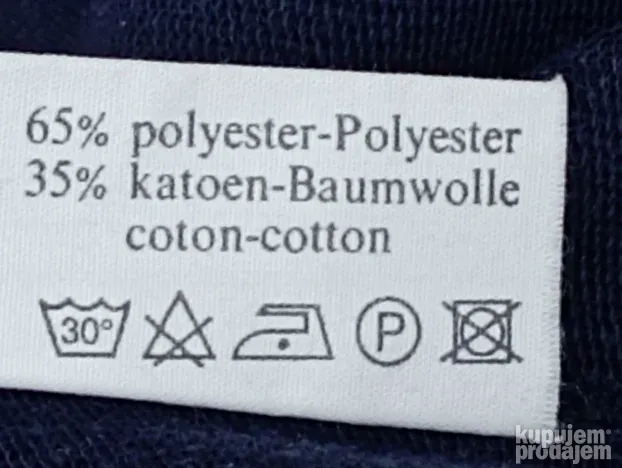 65% polyester-Polyester
35% katoen-Baumwolle
coton-cotton
30° P
kupujem
prodajem